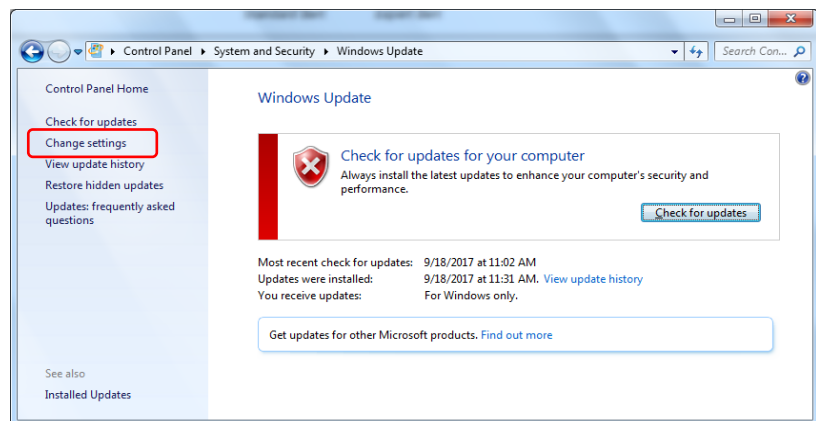 Control Panel ▸ System and Security ▸ Windows Update
Search Con...
Control Panel Home
Check for updates
Change settings
View update history
Restore hidden updates
Updates: frequently asked
questions
See also
Installed Updates
Windows Update
Check for updates for your computer
Always install the latest updates to enhance your computer's security and
performance.
Check for updates
Most recent check for updates: 9/18/2017 at 11:02 AM
Updates were installed: 9/18/2017 at 11:31 AM. View update history
You receive updates: For Windows only.
Get updates for other Microsoft products. Find out more